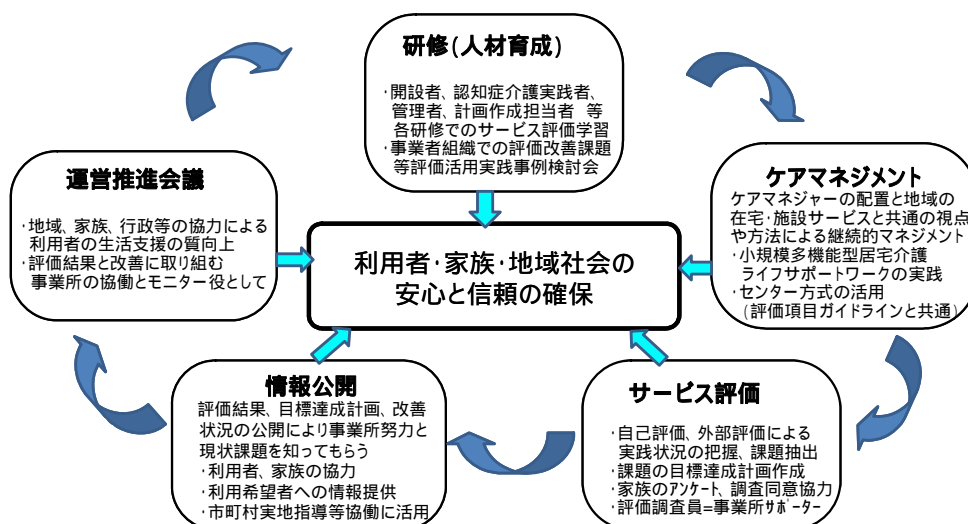 研修(人材育成)
・開設者、認知症介護実践者、
管理者、計画作成担当者 等
各研修でのサービス評価学習
・事業者組織での評価改善課題
等評価活用実践事例検討会
運営推進会議
・地域、家族、行政等の協力による
利用者の生活支援の質向上
・評価結果と改善に取り組む
事業所の協働とモニター役として
ケアマネジメント
ケアマネジャーの配置と地域の
在宅・施設サービスと共通の視点
や方法による継続的マネジメント
・小規模多機能型居宅介護
ライフサポートワークの実践
・センター方式の活用
(評価項目ガイドラインと共通)
利用者・家族・地域社会の
安心と信頼の確保
情報公開
評価結果、目標達成計画、改善
状況の公開により事業所努力と
現状課題を知ってもらう
・利用者、家族の協力
・利用希望者への情報提供
・市町村実地指導等協働に活用
サービス評価
・自己評価、外部評価による
実践状況の把握、課題抽出
・課題の目標達成計画作成
・家族のｱﾝｹｰﾄ、調査同意協力
・評価調査員=事業所ｻﾎﾟｰﾀｰ